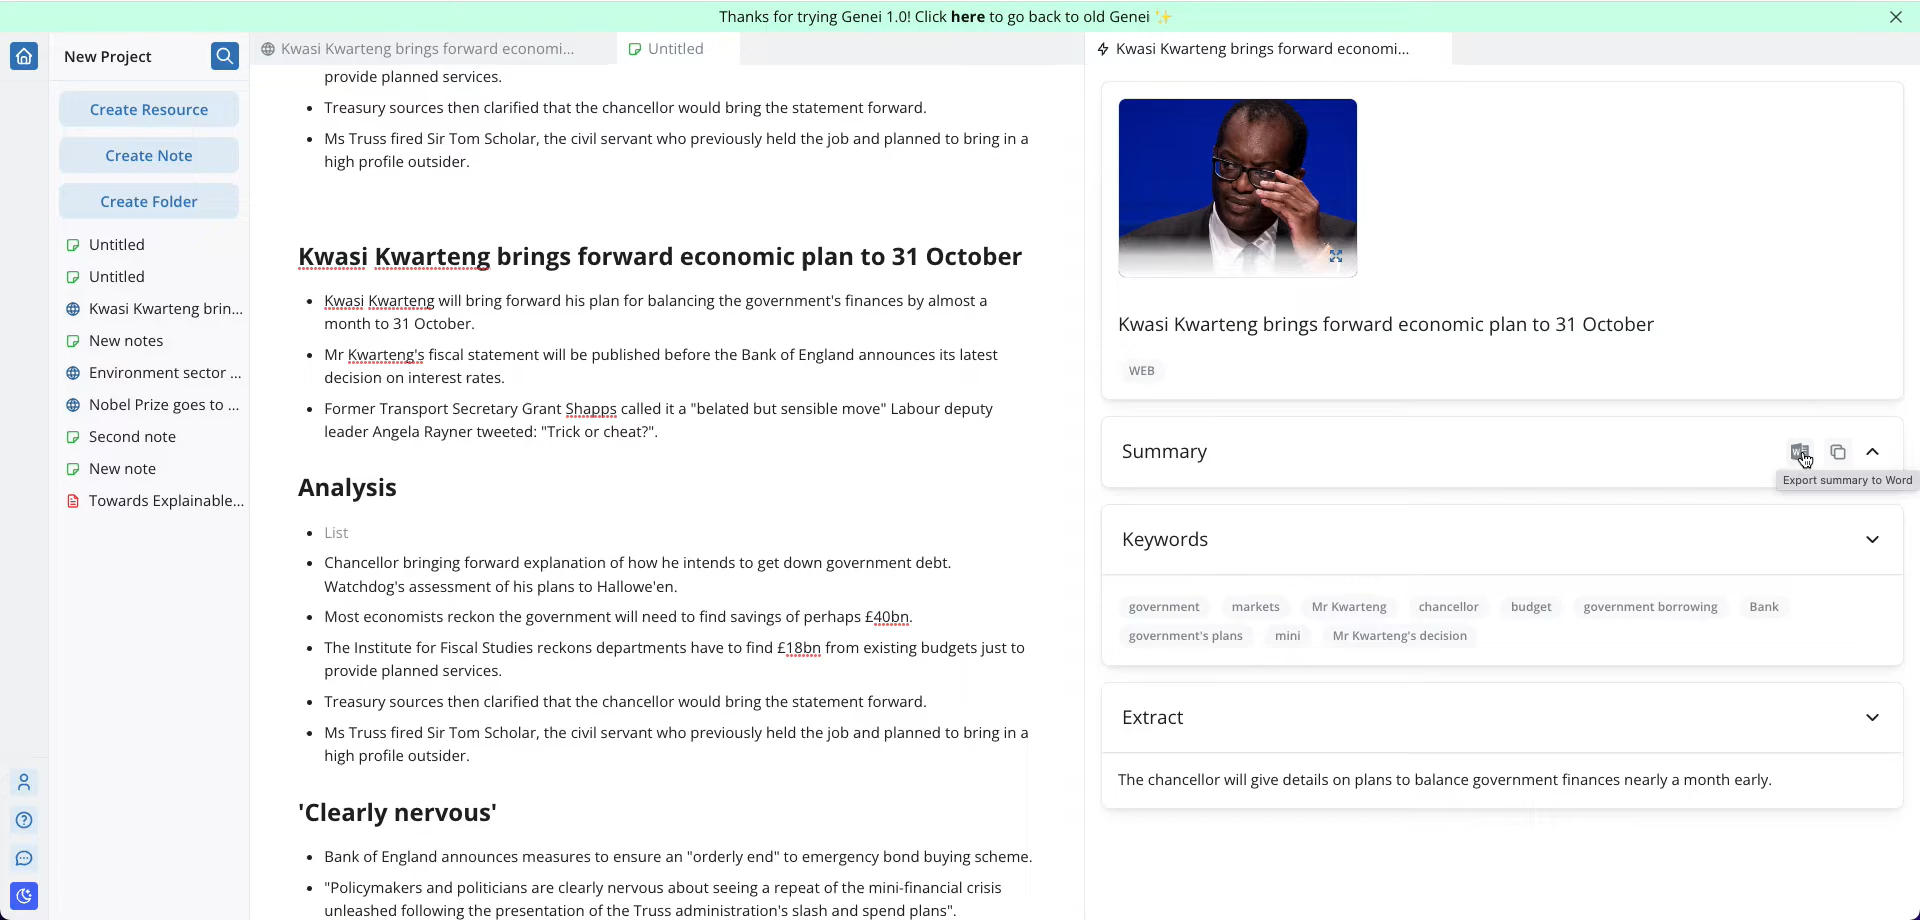 Thanks for trying Genei 1.0! Click here to go back to old Genei ✨
New Project
Create Resource
Create Note
Create Folder
Untitled
Untitled
Kwasi Kwarteng brin...
New notes
Environment sector ...
Nobel Prize goes to ...
Second note
New note
Towards Explainable...
Kwasi Kwarteng brings forward economi...
Untitled
provide planned services.
• Treasury sources then clarified that the chancellor would bring the statement forward.
• Ms Truss fired Sir Tom Scholar, the civil servant who previously held the job and planned to bring in a
high profile outsider.
Kwasi Kwarteng brings forward economic plan to 31 October
• Kwasi Kwarteng will bring forward his plan for balancing the government's finances by almost a
month to 31 October.
• Mr Kwarteng's fiscal statement will be published before the Bank of England announces its latest
decision on interest rates.
• Former Transport Secretary Grant Shapps called it a "belated but sensible move" Labour deputy
leader Angela Rayner tweeted: "Trick or cheat?".
Analysis
• List
• Chancellor bringing forward explanation of how he intends to get down government debt.
Watchdog's assessment of his plans to Hallowe'en.
• Most economists reckon the government will need to find savings of perhaps £40bn.
• The Institute for Fiscal Studies reckons departments have to find £18bn from existing budgets just to
provide planned services.
• Treasury sources then clarified that the chancellor would bring the statement forward.
• Ms Truss fired Sir Tom Scholar, the civil servant who previously held the job and planned to bring in a
high profile outsider.
'Clearly nervous'
• Bank of England announces measures to ensure an "orderly end" to emergency bond buying scheme.
• "Policymakers and politicians are clearly nervous about seeing a repeat of the mini-financial crisis
unleashed following the presentation of the Truss administration's slash and spend plans".
Kwasi Kwarteng brings forward economi...
Kwasi Kwarteng brings forward economic plan to 31 October
WEB
Summary
Export summary to Word
Keywords
government markets Mr Kwarteng chancellor budget government borrowing Bank
government's plans mini Mr Kwarteng's decision
Extract
The chancellor will give details on plans to balance government finances nearly a month early.